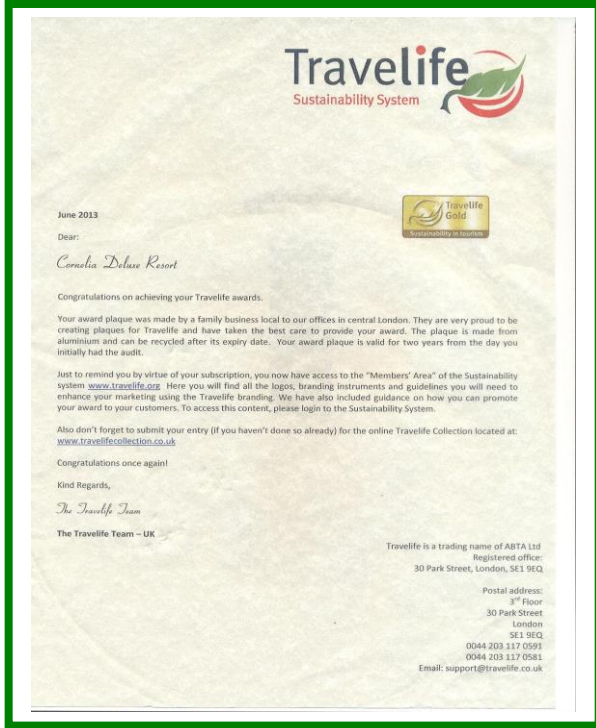 Travelife
Sustainability System
Travelife
Gold
Sustainability in tourism
June 2013
Dear:
Cornelia Deluxe Resort
Congratulations on achieving your Travelife awards.
Your award plaque was made by a family business local to our offices in central London. They are very proud to be
creating plaques for Travelife and have taken the best care to provide your award. The plaque is made from
aluminium and can be recycled after its expiry date. Your award plaque is valid for two years from the day you
initially had the audit.
Just to remind you by virtue of your subscription, you now have access to the "Members' Area" of the Sustainability
system www.travelife.org Here you will find all the logos, branding instruments and guidelines you will need to
enhance your marketing using the Travelife branding. We have also included guidance on how you can promote
your award to your customers. To access this content, please login to the Sustainability System.
Also don't forget to submit your entry (if you haven't done so already) for the online Travelife Collection located at:
www.travelifecollection.co.uk
Congratulations once again!
Kind Regards,
The Travelife Team
The Travelife Team – UK
Travelife is a trading name of ABTA Ltd
Registered office:
30 Park Street, London, SE1 9EQ
Postal address:
3rd Floor
30 Park Street
London
SE1 9EQ
0044 203 117 0591
0044 203 117 0581
Email: support@travelife.co.uk